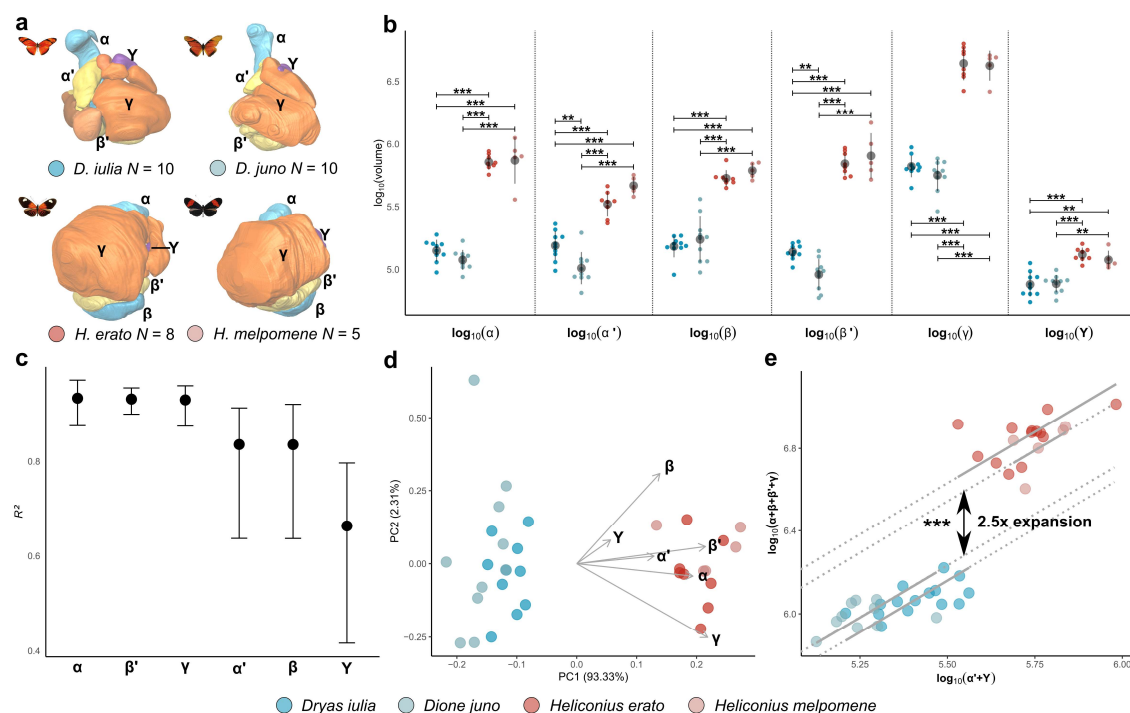 a
α
Y
α'
γ
β'
α
Y
γ
β'
D. iulia N = 10
D. juno N = 10
α
γ
Y
β'
β
α
Y
γ
β'
β
H. erato N = 8
H. melpomene N = 5
b
log10(volume)
6.5
6.0
5.5
5.0
***
***
***
***
**
***
***
***
***
***
***
***
***
**
***
***
***
***
***
***
***
***
***
**
***
**
log10(α)
log10(α')
log10(β)
log10(β')
log10(γ)
log10(Y)
c
R²
0.8
0.6
0.4
α
β'
γ
α'
β
Y
d
PC2 (2.31%)
0.50
0.25
0.00
−0.25
β
Y
β'
α'
α
γ
−0.2
−0.1
0.0
0.1
0.2
PC1 (93.33%)
e
log10(α+β+β'+γ)
6.8
6.4
6.0
***
2.5x expansion
5.25
5.50
5.75
6.00
log10(α'+Y)
Dryas iulia
Dione juno
Heliconius erato
Heliconius melpomene